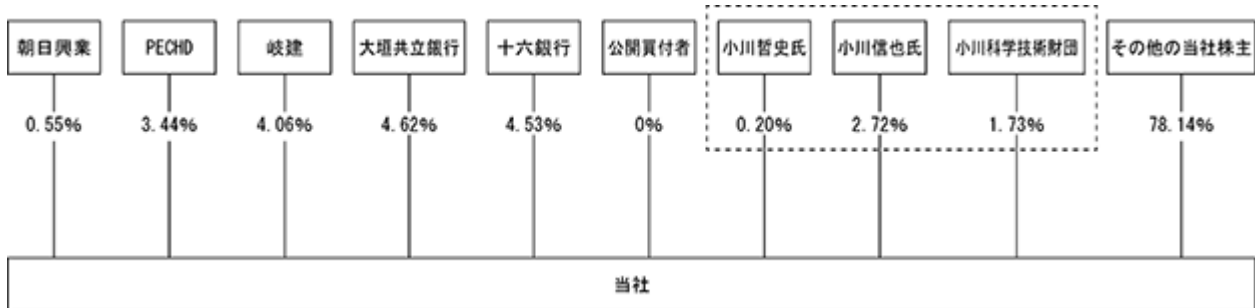 朝日興業 PECHD 岐建 大垣共立銀行 十六銀行 公開買付者 小川哲史氏 小川信也氏 小川科学技術財団 その他の当社株主
0.55% 3.44% 4.06% 4.62% 4.53% 0% 0.20% 2.72% 1.73% 78.14%
当社